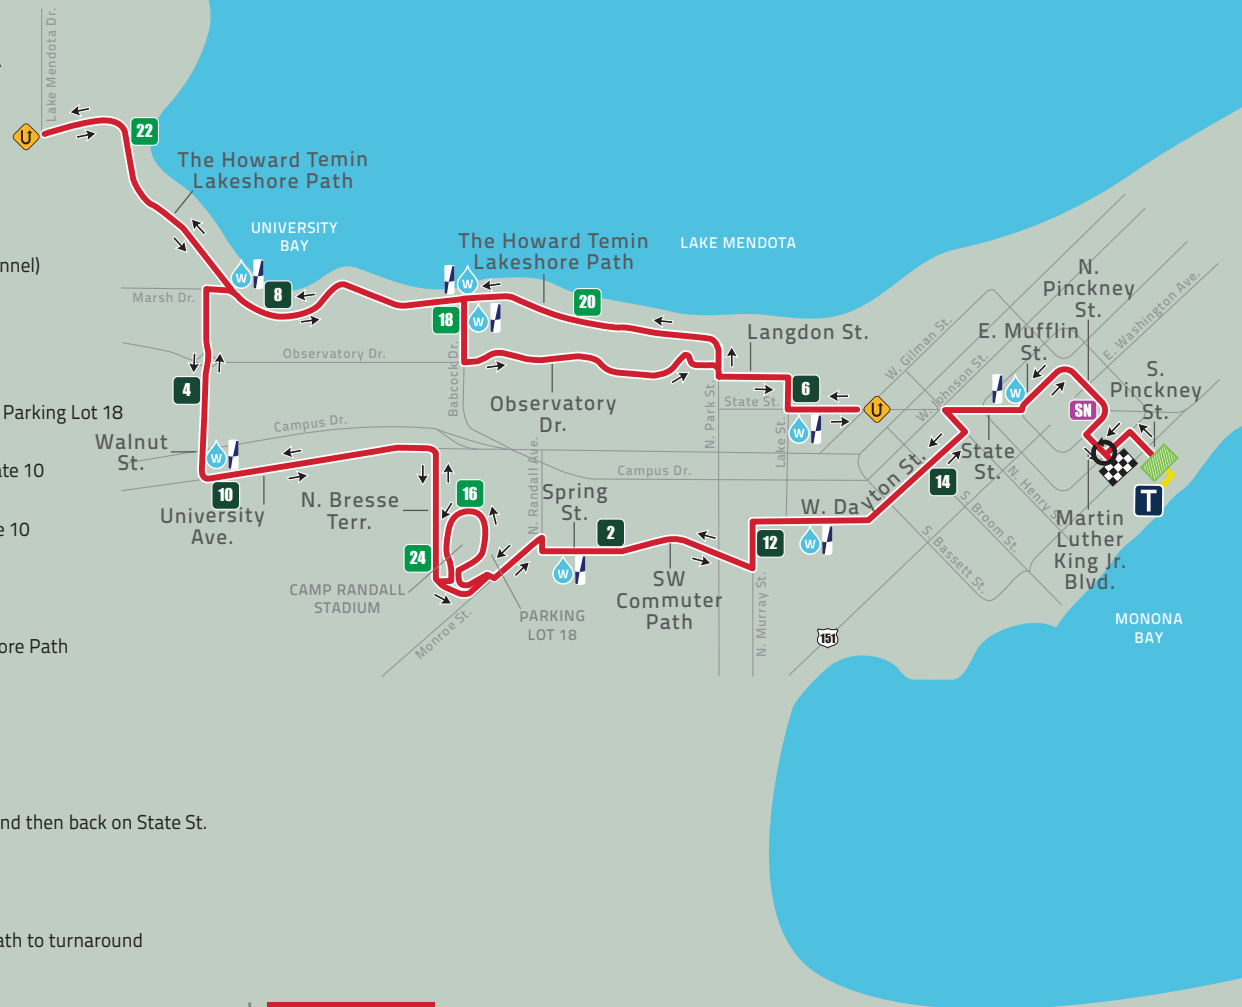 Lake Mendota Dr.
22
The Howard Temin
Lakeshore Path
UNIVERSITY
BAY
The Howard Temin
Lakeshore Path
LAKE MENDOTA
nnel)
W
W
Marsh Dr.
8
18
W
20
N.
Pinckney
St.
E. Washington Ave.
W. Gilman St.
Langdon St.
E. Mufflin
St.
Observatory Dr.
Babcock Dr.
W. Johnson St.
S.
Pinckney
St.
4
6
W
SN
Parking Lot 18
Observatory
Dr.
State St.
N. Park St.
Lake St.
W
Campus Dr.
Walnut
St.
W
N. Randall Ave.
State
St.
ate 10
Campus Dr.
10
University
Ave.
N. Bresse
Terr.
16
Spring
St.
W. Dayton St.
14
N. Henry S
S. Broom St.
T
e 10
2
12
W
Martin
Luther
King Jr.
Blvd.
24
W
SW
Commuter
Path
S. Bassett St.
CAMP RANDALL
STADIUM
PARKING
LOT 18
Monroe St.
N. Murray St.
151
MONONA
BAY
ore Path
nd then back on State St.
ath to turnaround